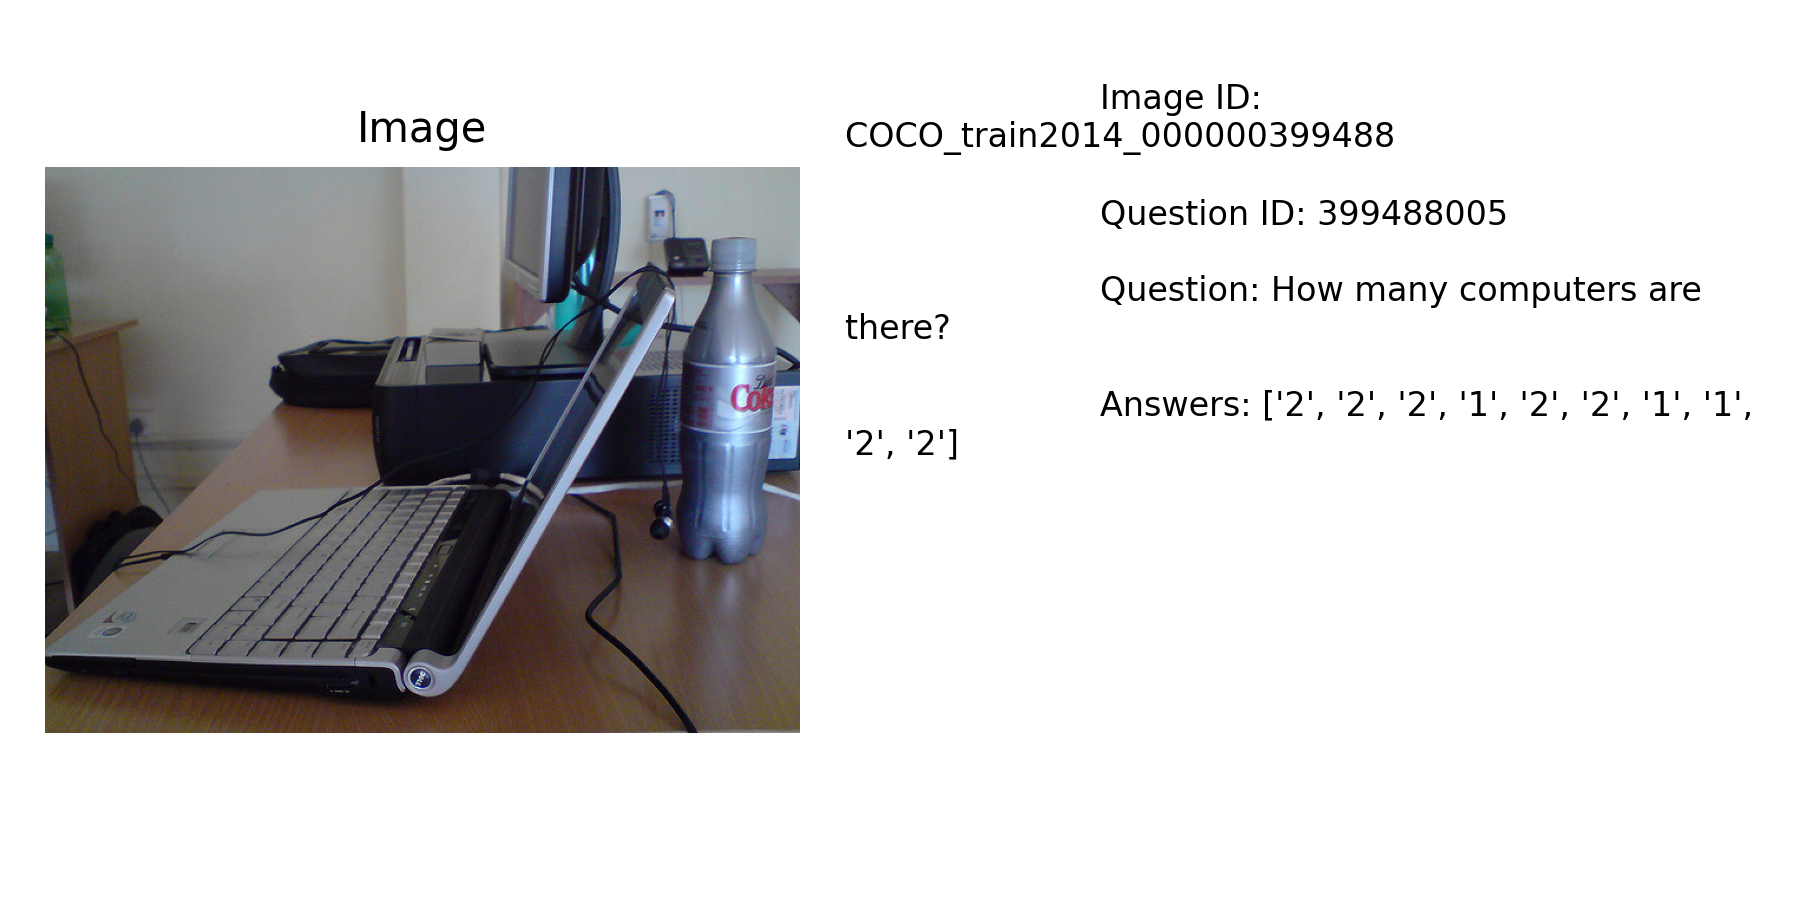 Image
Image ID:
COCO_train2014_000000399488
Question ID: 399488005
Question: How many computers are
there?
Answers: ['2', '2', '2', '1', '2', '2', '1', '1',
'2', '2']